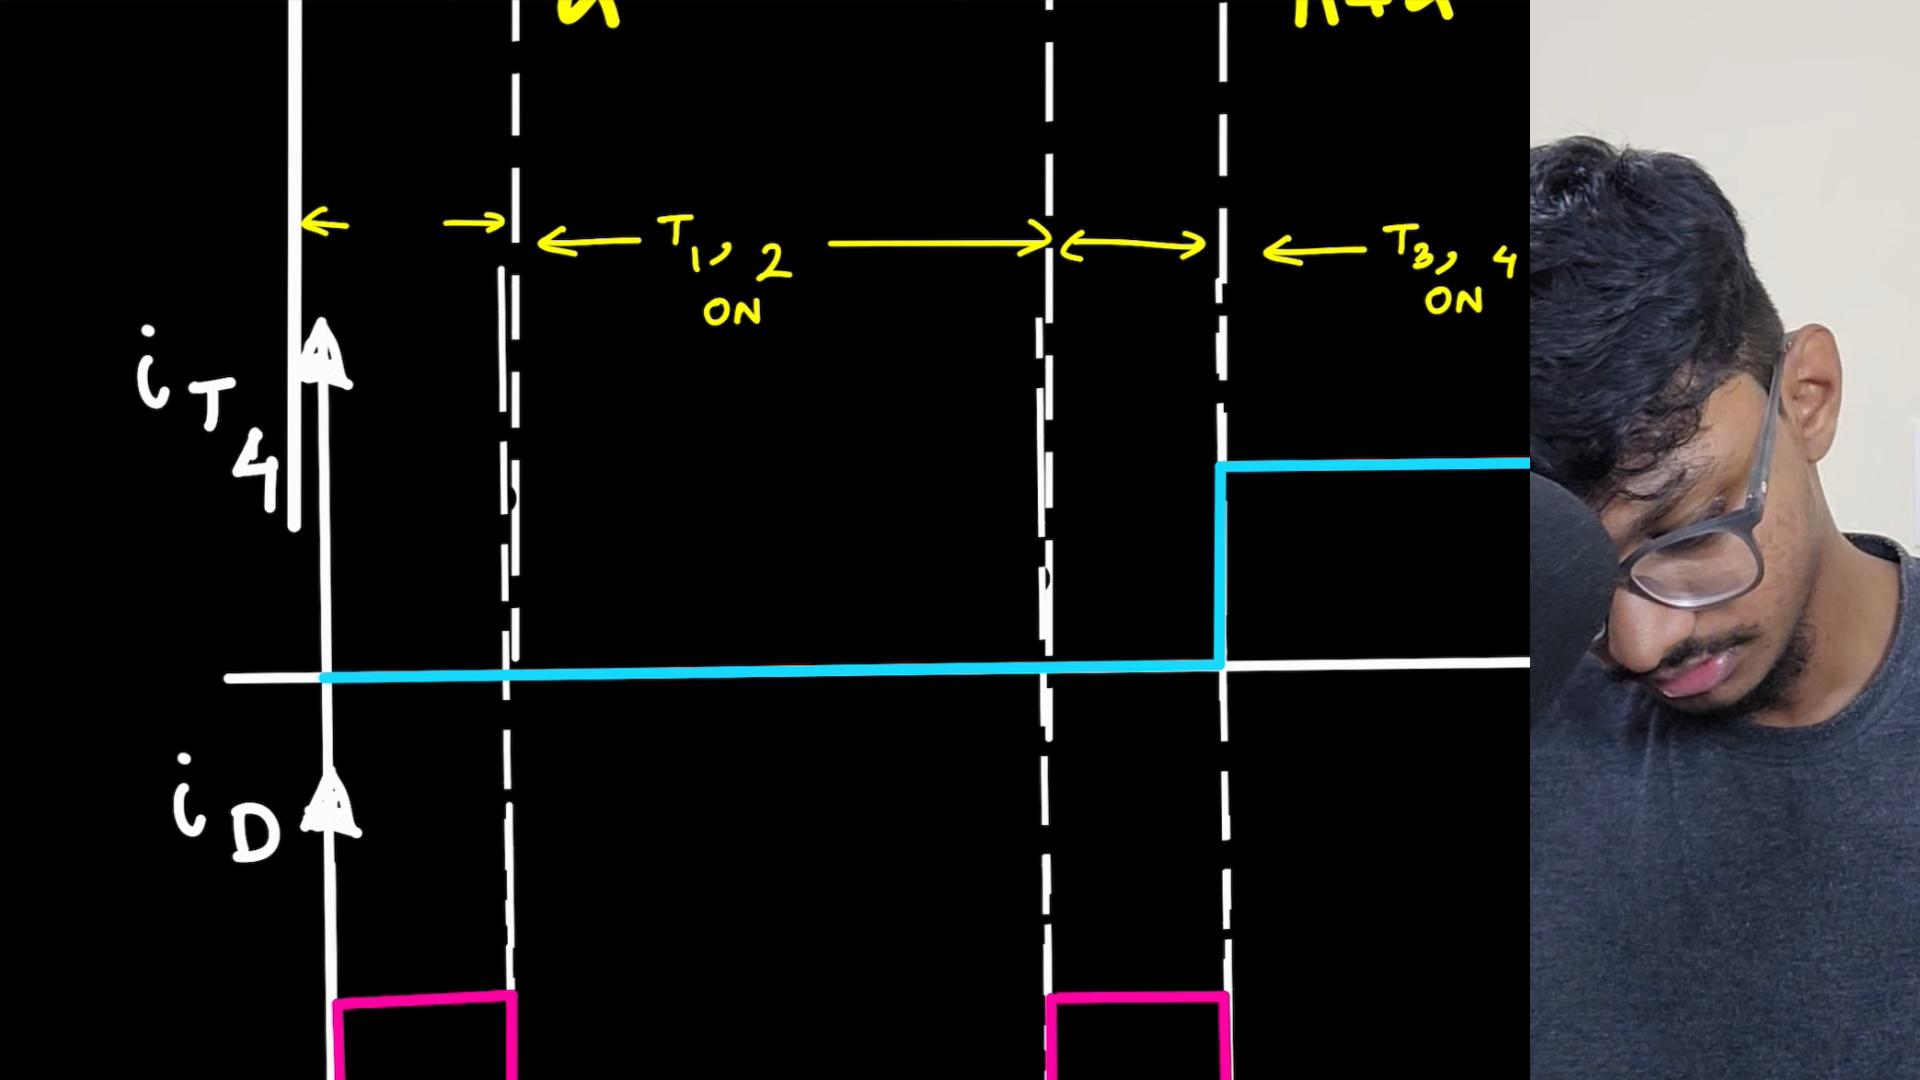 T1, 2
ON
T3, 4
ON
iT4
iD